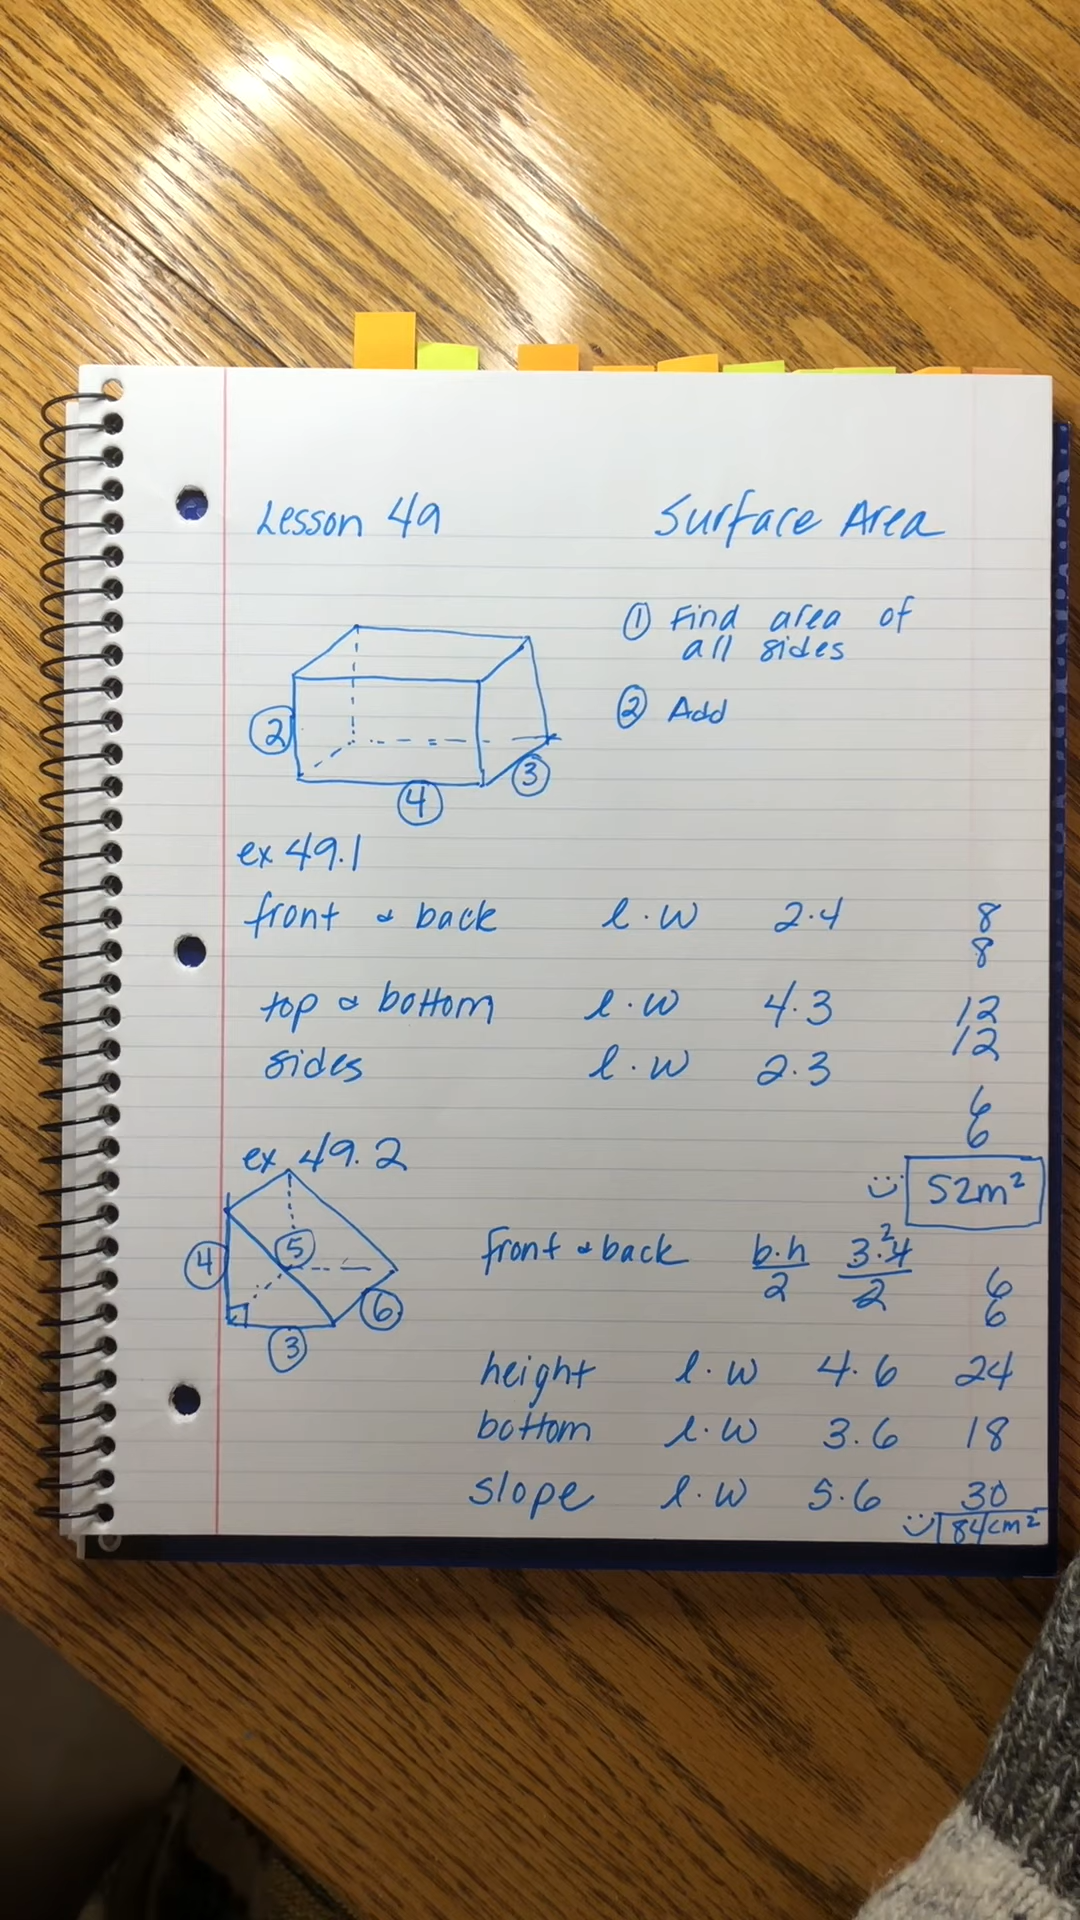 Lesson 49 Surface Area
① Find area of
all sides
② Add
2
3
4
ex 49.1
front & back l·w 2·4 8
8
top & bottom l·w 4·3 12
12
sides l·w 2·3
6
6
52m²
ex 49.2
4 5 6 3
front & back b·h/2 3·4²/2 6
6
height l·w 4·6 24
bottom l·w 3·6 18
slope l·w 5·6 30
84cm²